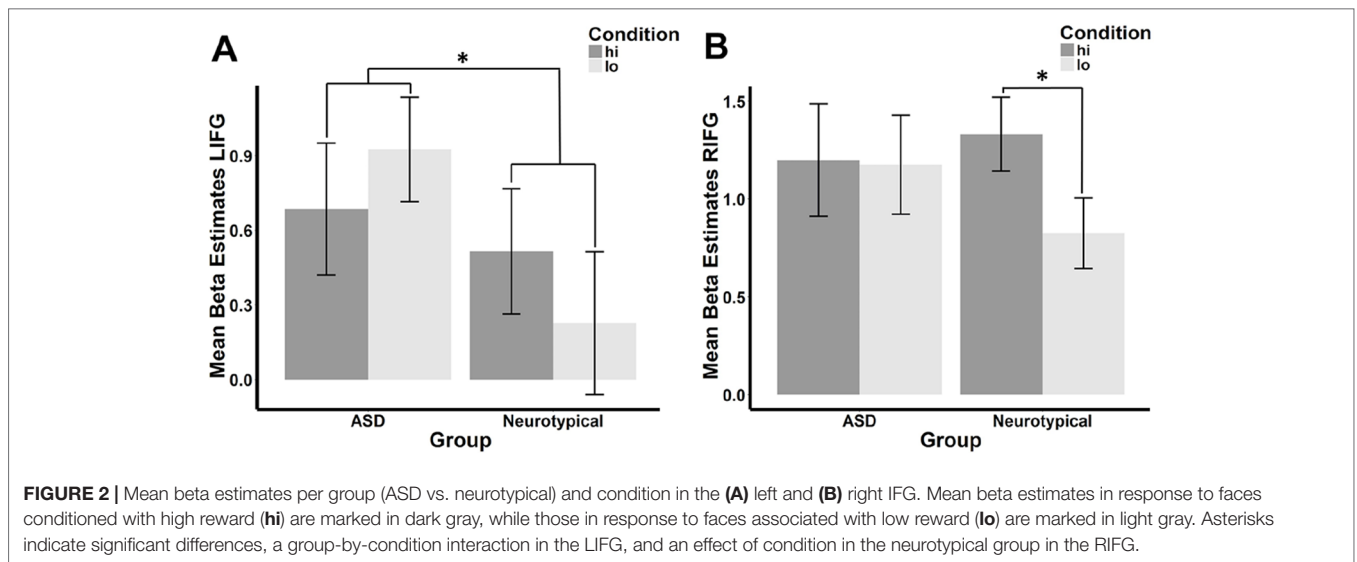 A
Condition
hi
lo
*
Mean Beta Estimates LIFG
0.9
0.6
0.3
0.0
ASD
Neurotypical
Group
B
Condition
hi
lo
*
Mean Beta Estimates RIFG
1.5
1.0
0.5
0.0
ASD
Neurotypical
Group
FIGURE 2 | Mean beta estimates per group (ASD vs. neurotypical) and condition in the (A) left and (B) right IFG. Mean beta estimates in response to faces
conditioned with high reward (hi) are marked in dark gray, while those in response to faces associated with low reward (lo) are marked in light gray. Asterisks
indicate significant differences, a group-by-condition interaction in the LIFG, and an effect of condition in the neurotypical group in the RIFG.